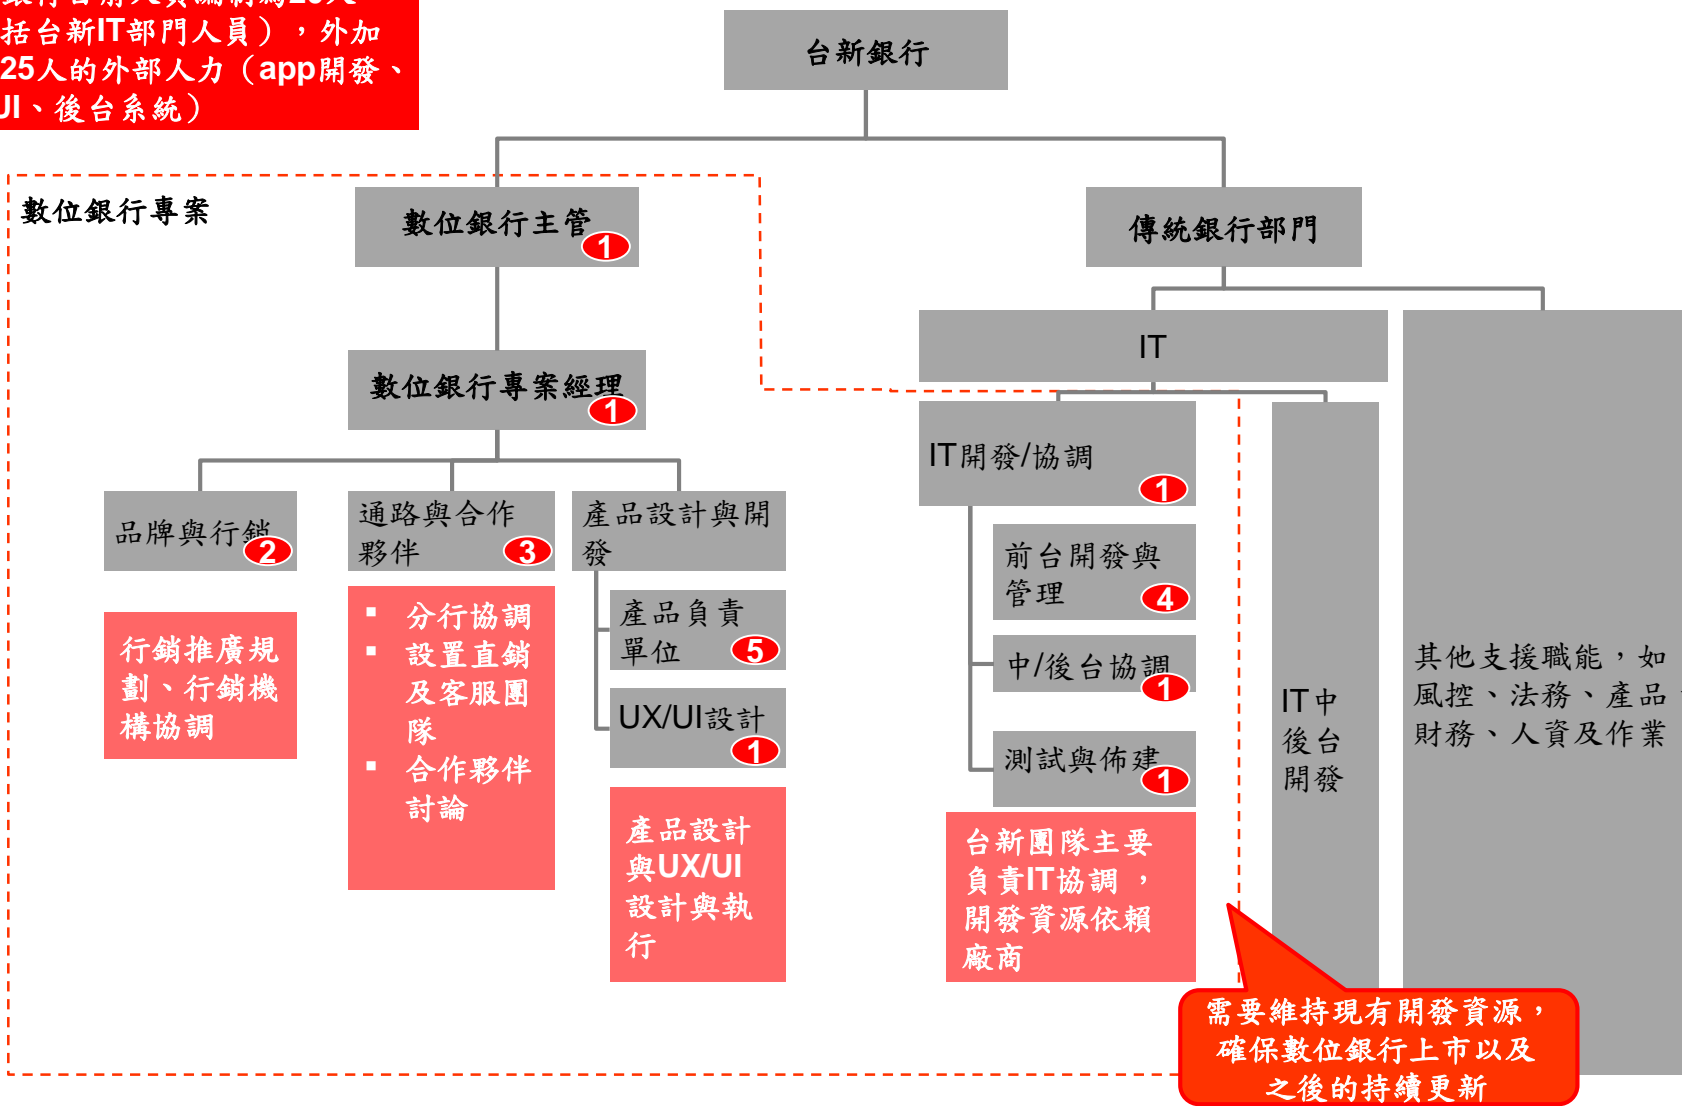 括台新IT部門人員），外加
25人的外部人力（app開發、
UI、後台系統）
台新銀行
數位銀行專案
數位銀行主管
1
傳統銀行部門
數位銀行專案經理
1
IT
品牌與行銷
2
通路與合作
夥伴
3
產品設計與開
發
IT開發/協調
1
行銷推廣規
劃、行銷機
構協調
▪ 分行協調
▪ 設置直銷
及客服團
隊
▪ 合作夥伴
討論
產品負責
單位
5
UX/UI設計
1
產品設計
與UX/UI
設計與執
行
前台開發與
管理
4
中/後台協調
1
測試與佈建
1
台新團隊主要
負責IT協調，
開發資源依賴
廠商
IT中
後台
開發
其他支援職能，如
風控、法務、產品、
財務、人資及作業
需要維持現有開發資源，
確保數位銀行上市以及
之後的持續更新